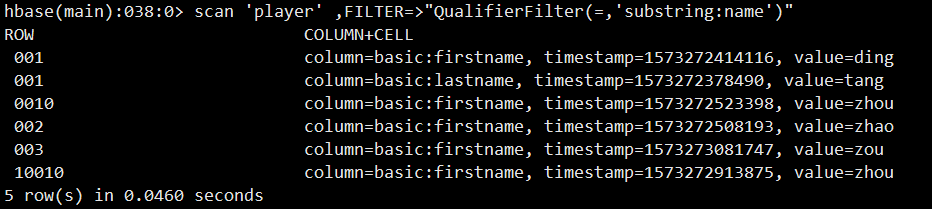 hbase(main):038:0> scan 'player' ,FILTER=>"QualifierFilter(=,'substring:name')"
ROW COLUMN+CELL
001 column=basic:firstname, timestamp=1573272414116, value=ding
001 column=basic:lastname, timestamp=1573272378490, value=tang
0010 column=basic:firstname, timestamp=1573272523398, value=zhou
002 column=basic:firstname, timestamp=1573272508193, value=zhao
003 column=basic:firstname, timestamp=1573273081747, value=zou
10010 column=basic:firstname, timestamp=1573272913875, value=zhou
5 row(s) in 0.0460 seconds